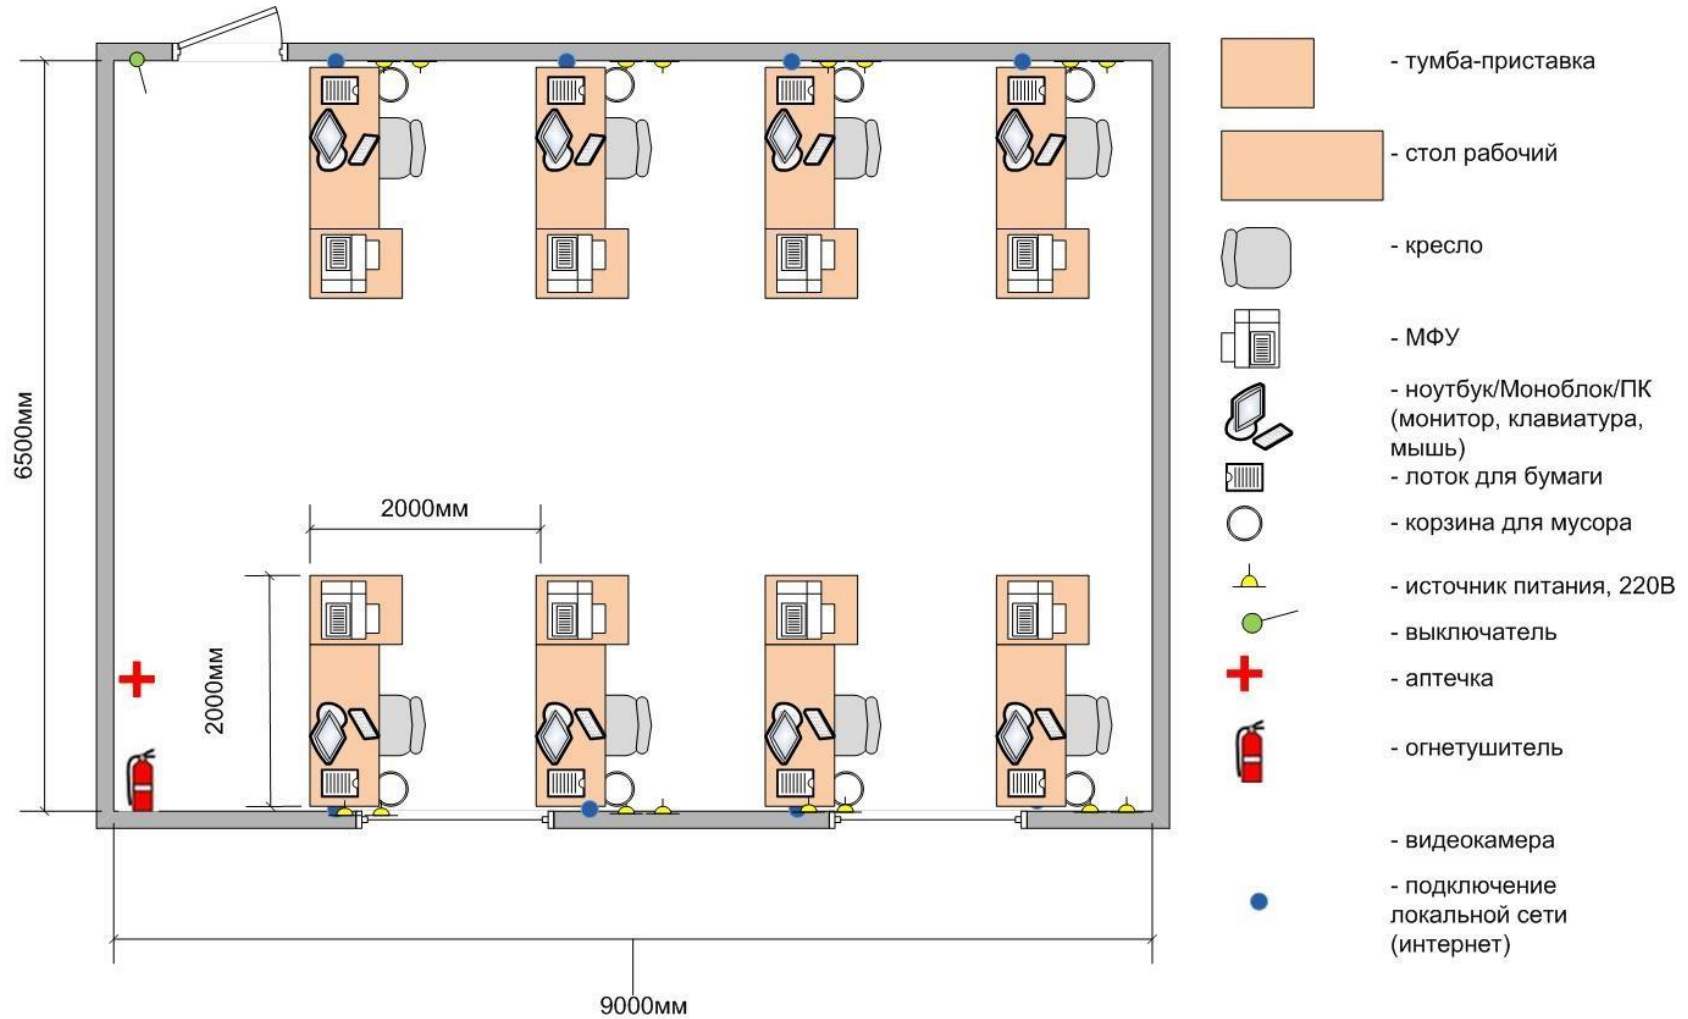 6500мм
2000мм
2000мм
9000мм
- тумба-приставка
- стол рабочий
- кресло
- МФУ
- ноутбук/Моноблок/ПК
(монитор, клавиатура,
мышь)
- лоток для бумаги
- корзина для мусора
- источник питания, 220В
- выключатель
- аптечка
- огнетушитель
- видеокамера
- подключение
локальной сети
(интернет)